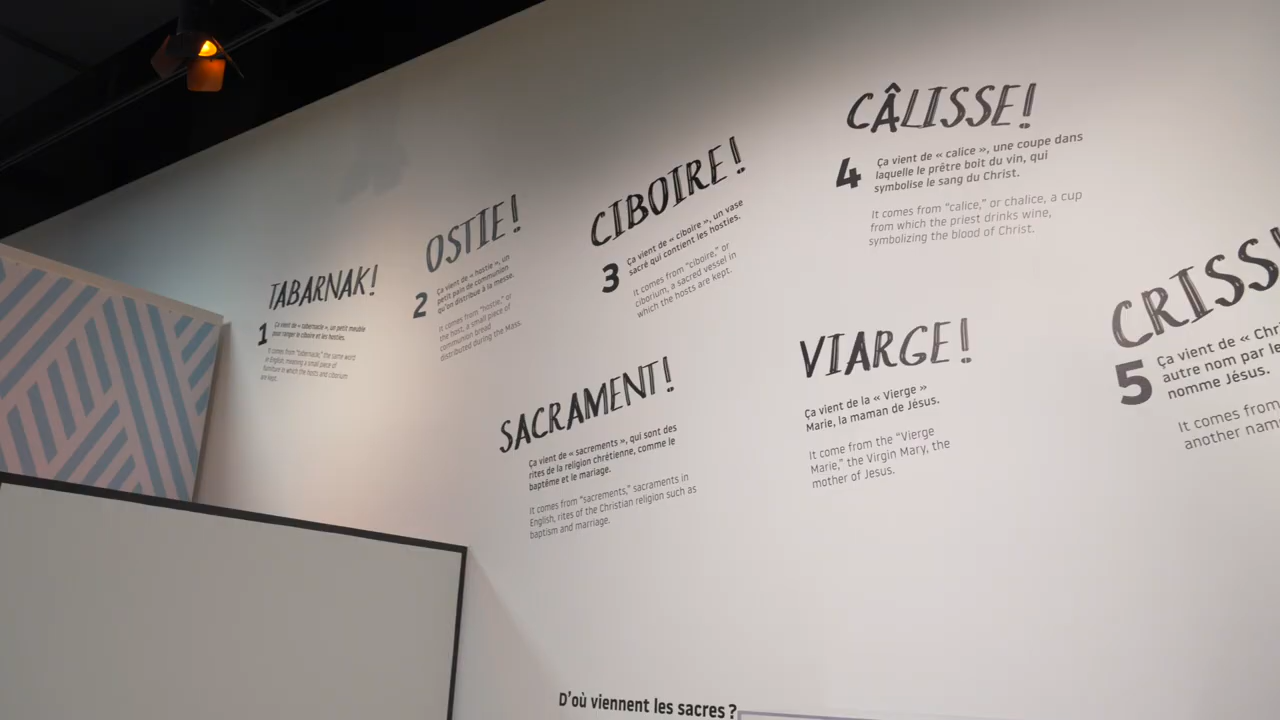 TABARNAK!
1
Ça vient de « tabernacle », un petit meuble
pour ranger le ciboire et les hosties.
It comes from "tabernacle," the same word
in English, meaning a small piece of
furniture in which the hosts and ciborium
are kept.
OSTIE!
2
Ça vient de « hostie », un
petit pain de communion
qu'on distribue à la messe.
It comes from "hostie," or
the host, a small piece of
communion bread
distributed during the Mass.
CIBOIRE!
3
Ça vient de « ciboire », un vase
sacré qui contient les hosties.
It comes from "ciboire," or
ciborium, a sacred vessel in
which the hosts are kept.
CÂLISSE!
4
Ça vient de « calice », une coupe dans
laquelle le prêtre boit du vin, qui
symbolise le sang du Christ.
It comes from "calice," or chalice, a cup
from which the priest drinks wine,
symbolizing the blood of Christ.
CRISS
5
Ça vient de « Chr
autre nom par le
nomme Jésus.
It comes from
another nam
SACRAMENT!
Ça vient de « sacrements », qui sont des
rites de la religion chrétienne, comme le
baptême et le mariage.
It comes from "sacrements," sacraments in
English, rites of the Christian religion such as
baptism and marriage.
VIARGE!
Ça vient de la « Vierge »
Marie, la maman de Jésus.
It come from the "Vierge
Marie," the Virgin Mary, the
mother of Jesus.
D'où viennent les sacres ?